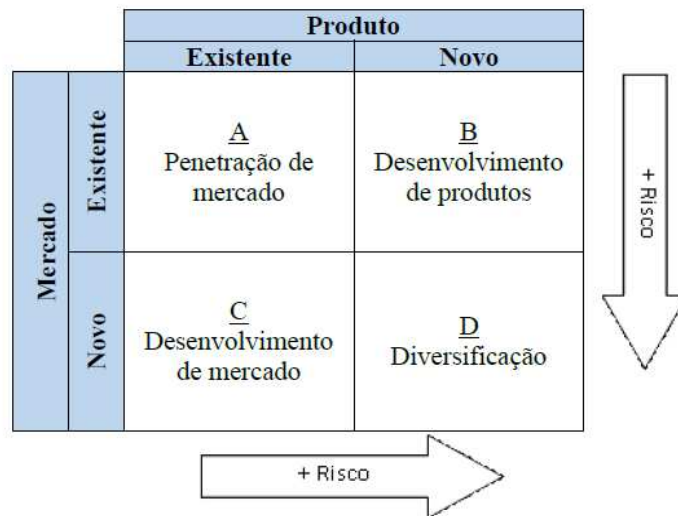 Produto
Existente
Novo
Mercado
Existente
A
Penetração de
mercado
B
Desenvolvimento
de produtos
+ Risco
Novo
C
Desenvolvimento
de mercado
D
Diversificação
+ Risco